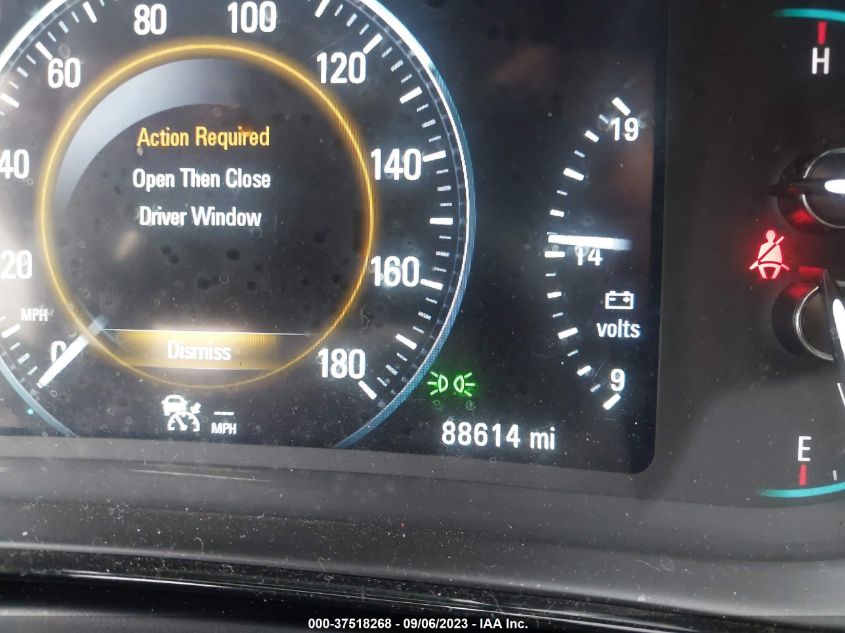 80
100
60
120
H
19
Action Required
40
140
Open Then Close
Driver Window
14
20
160
MPH
volts
0
Dismiss
180
9
MPH
88614 mi
E
000-37518268 - 09/06/2023 - IAA Inc.